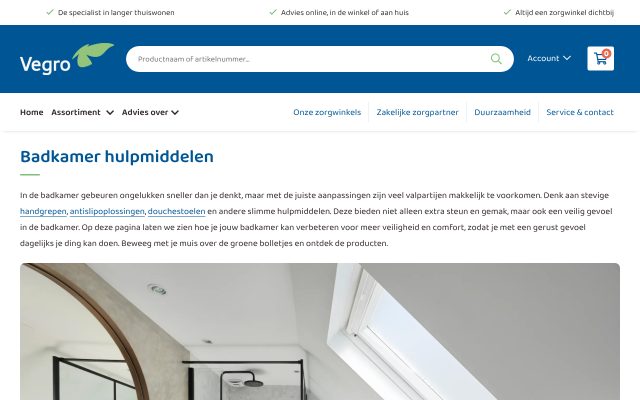 De specialist in langer thuiswonen
Advies online, in de winkel of aan huis
Altijd een zorgwinkel dichtbij
Vegro
Productnaam of artikelnummer...
Account
0
Home
Assortiment
Advies over
Onze zorgwinkels
Zakelijke zorgpartner
Duurzaamheid
Service & contact
Badkamer hulpmiddelen
In de badkamer gebeuren ongelukken sneller dan je denkt, maar met de juiste aanpassingen zijn veel valpartijen makkelijk te voorkomen. Denk aan stevige
handgrepen, antislipoplossingen, douchestoelen en andere slimme hulpmiddelen. Deze bieden niet alleen extra steun en gemak, maar ook een veilig gevoel
in de badkamer. Op deze pagina laten we zien hoe je jouw badkamer kan verbeteren voor meer veiligheid en comfort, zodat je met een gerust gevoel
dagelijks je ding kan doen. Beweeg met je muis over de groene bolletjes en ontdek de producten.